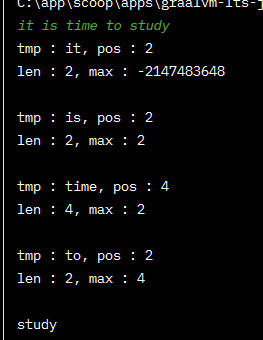 C:\app\scoop\apps\graalvm-lts-j
it is time to study
tmp : it, pos : 2
len : 2, max : -2147483648
tmp : is, pos : 2
len : 2, max : 2
tmp : time, pos : 4
len : 4, max : 2
tmp : to, pos : 2
len : 2, max : 4
study